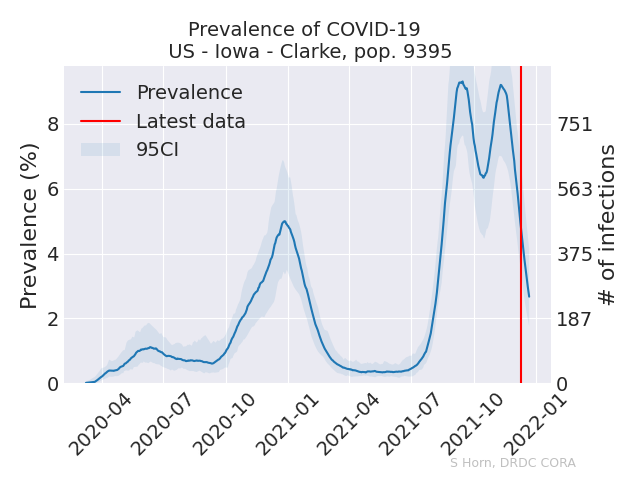 Prevalence of COVID-19
US - Iowa - Clarke, pop. 9395
Prevalence
Latest data
95CI
Prevalence (%)
8
6
4
2
0
751
563
375
187
0
# of infections
2020-04
2020-07
2020-10
2021-01
2021-04
2021-07
2021-10
2022-01
S Horn, DRDC CORA